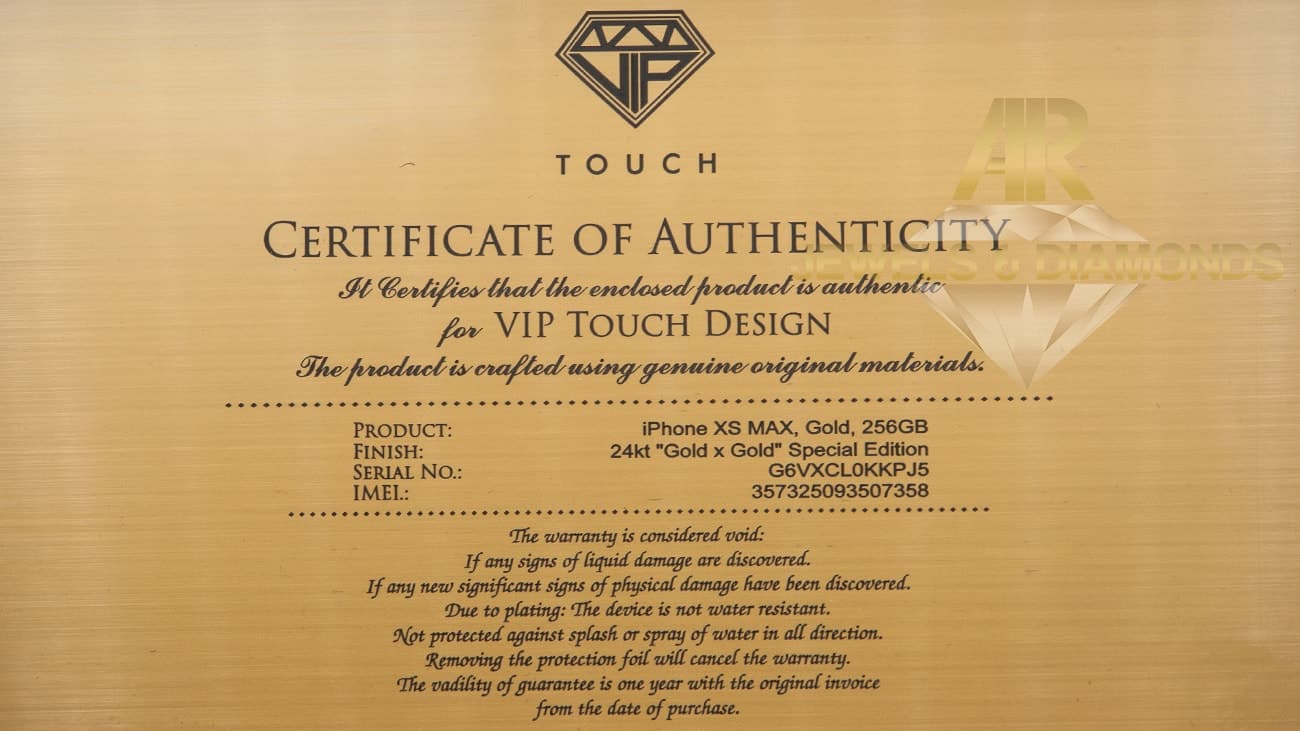 VIP
TOUCH
CERTIFICATE OF AUTHENTICITY
It Certifies that the enclosed product is authentic
for VIP TOUCH DESIGN
The product is crafted using genuine original materials.
PRODUCT: iPhone XS MAX, Gold, 256GB
FINISH: 24kt "Gold x Gold" Special Edition
SERIAL NO.: G6VXCL0KKPJ5
IMEI.: 357325093507358
The warranty is considered void:
If any signs of liquid damage are discovered.
If any new significant signs of physical damage have been discovered.
Due to plating: The device is not water resistant.
Not protected against splash or spray of water in all direction.
Removing the protection foil will cancel the warranty.
The vadility of guarantee is one year with the original invoice
from the date of purchase.
AIR
JEWELS & DIAMONDS